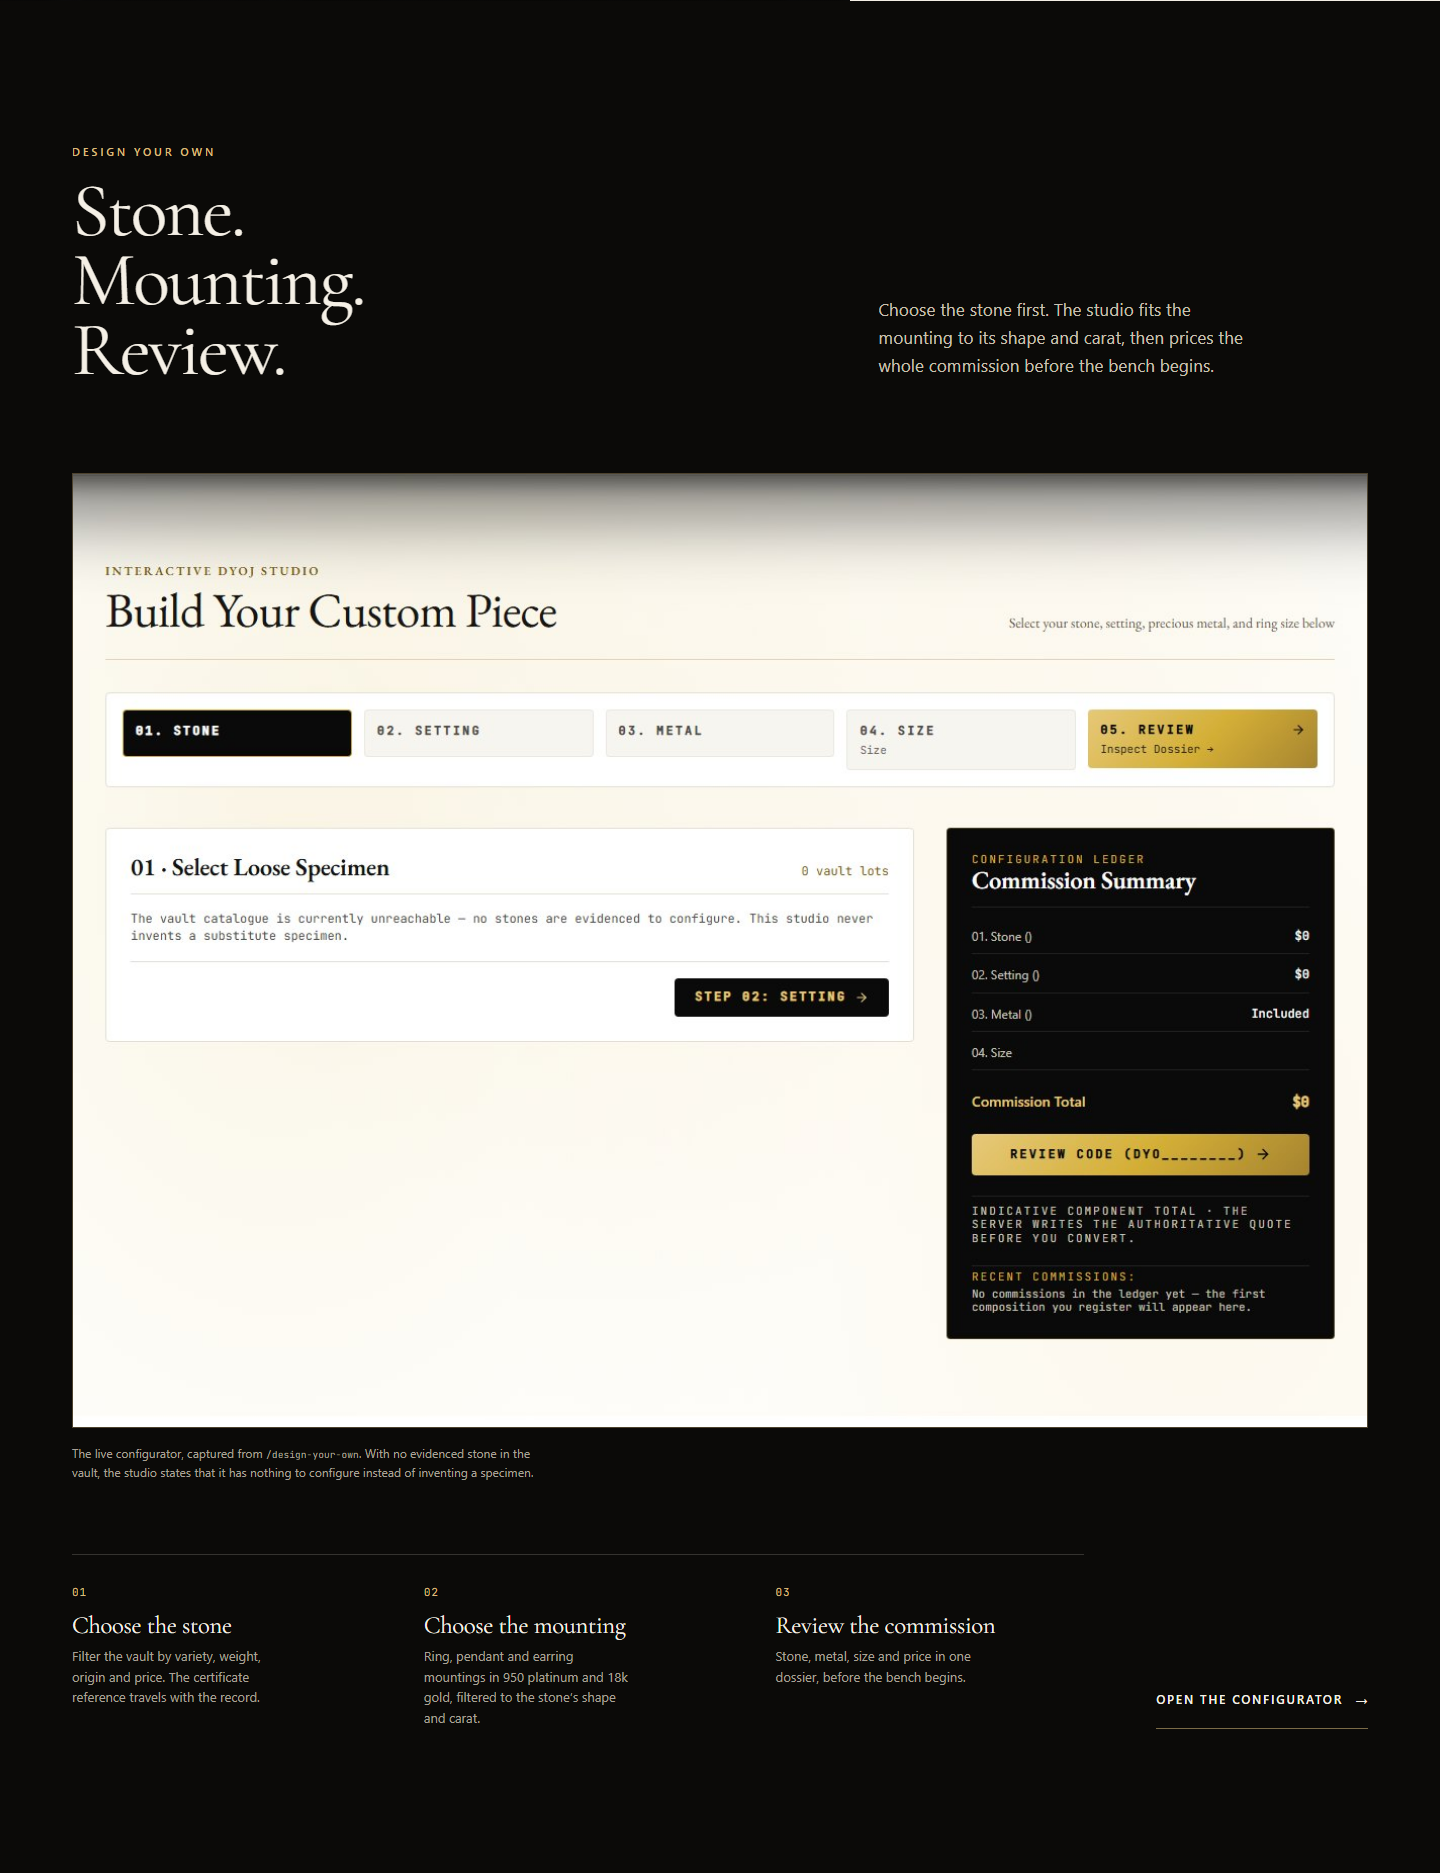 DESIGN YOUR OWN
Stone.
Mounting.
Review.
Choose the stone first. The studio fits the
mounting to its shape and carat, then prices the
whole commission before the bench begins.
INTERACTIVE DYOJ STUDIO
Build Your Custom Piece
Select your stone, setting, precious metal, and ring size below
01. STONE
02. SETTING
03. METAL
04. SIZE
Size
05. REVIEW →
Inspect Dossier →
01 · Select Loose Specimen
0 vault lots
The vault catalogue is currently unreachable — no stones are evidenced to configure. This studio never
invents a substitute specimen.
STEP 02: SETTING →
CONFIGURATION LEDGER
Commission Summary
01. Stone () $0
02. Setting () $0
03. Metal () Included
04. Size
Commission Total $0
REVIEW CODE (DYO________) →
INDICATIVE COMPONENT TOTAL · THE
SERVER WRITES THE AUTHORITATIVE QUOTE
BEFORE YOU CONVERT.
RECENT COMMISSIONS:
No commissions in the ledger yet — the first
composition you register will appear here.
The live configurator, captured from /design-your-own. With no evidenced stone in the
vault, the studio states that it has nothing to configure instead of inventing a specimen.
01
Choose the stone
Filter the vault by variety, weight,
origin and price. The certificate
reference travels with the record.
02
Choose the mounting
Ring, pendant and earring
mountings in 950 platinum and 18k
gold, filtered to the stone's shape
and carat.
03
Review the commission
Stone, metal, size and price in one
dossier, before the bench begins.
OPEN THE CONFIGURATOR →